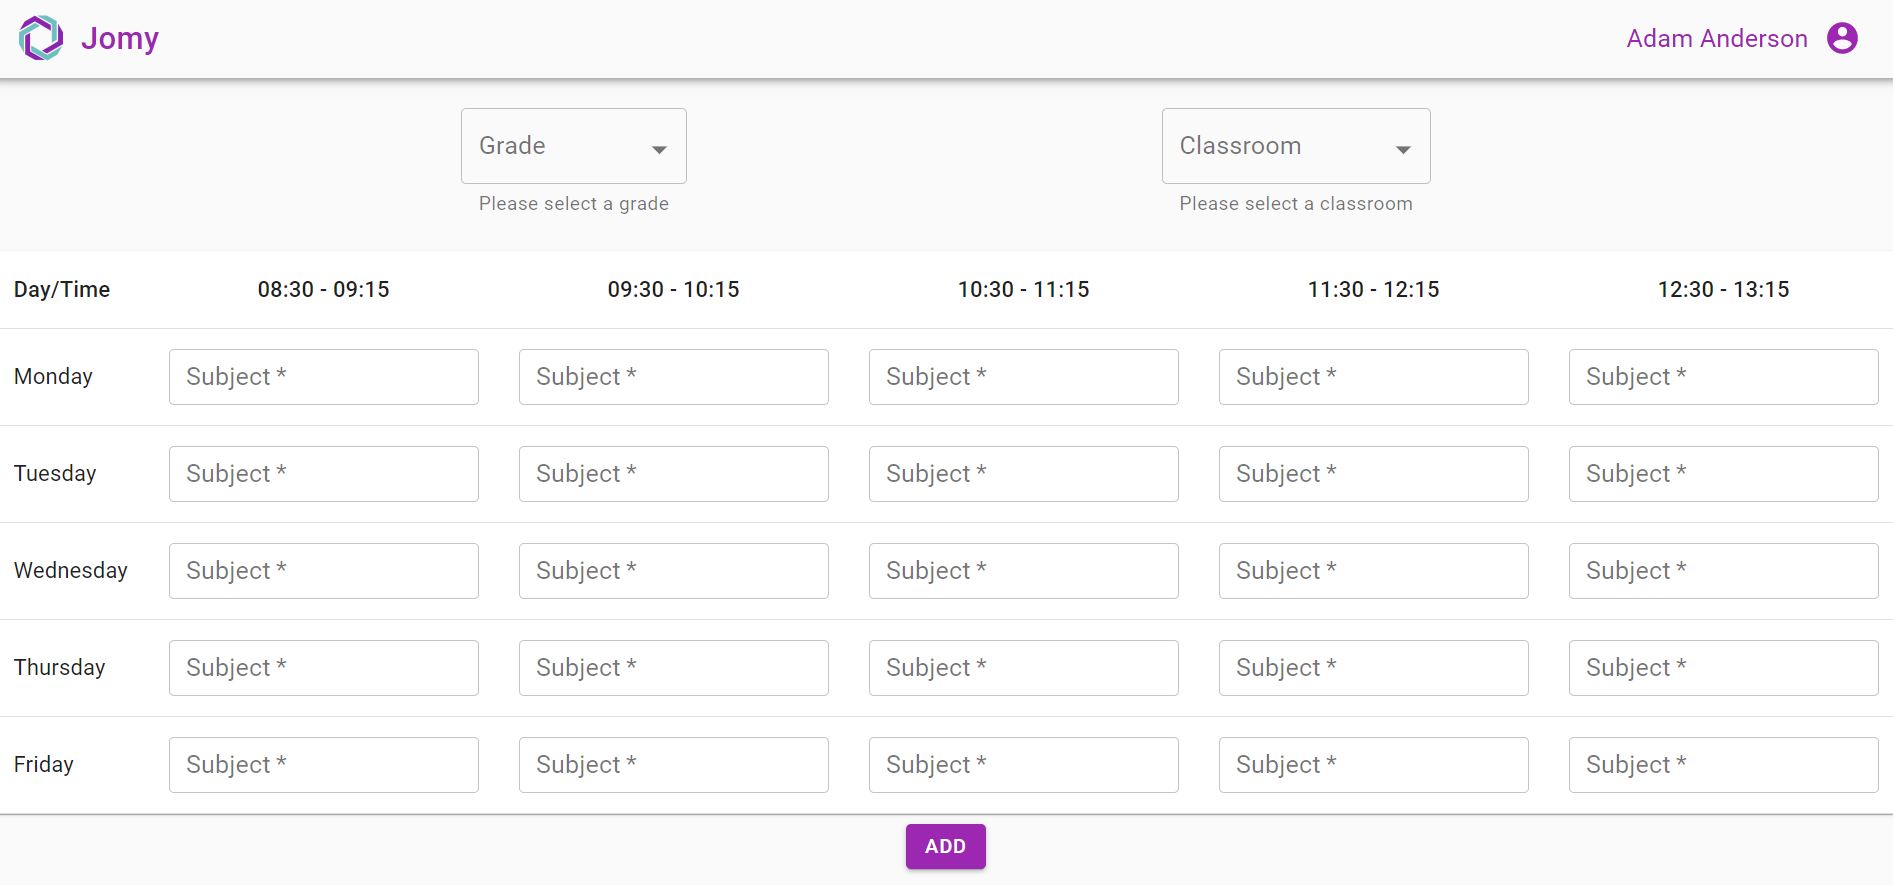 Jomy
Adam Anderson
Grade
Classroom
Please select a grade
Please select a classroom
Day/Time 08:30 - 09:15 09:30 - 10:15 10:30 - 11:15 11:30 - 12:15 12:30 - 13:15
Monday Subject * Subject * Subject * Subject * Subject *
Tuesday Subject * Subject * Subject * Subject * Subject *
Wednesday Subject * Subject * Subject * Subject * Subject *
Thursday Subject * Subject * Subject * Subject * Subject *
Friday Subject * Subject * Subject * Subject * Subject *
ADD